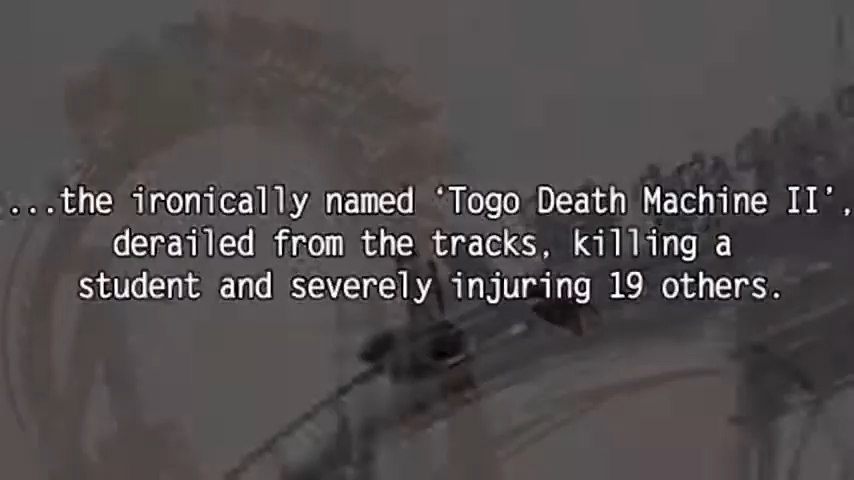 ...the ironically named ‘Togo Death Machine II’,
derailed from the tracks, killing a
student and severely injuring 19 others.